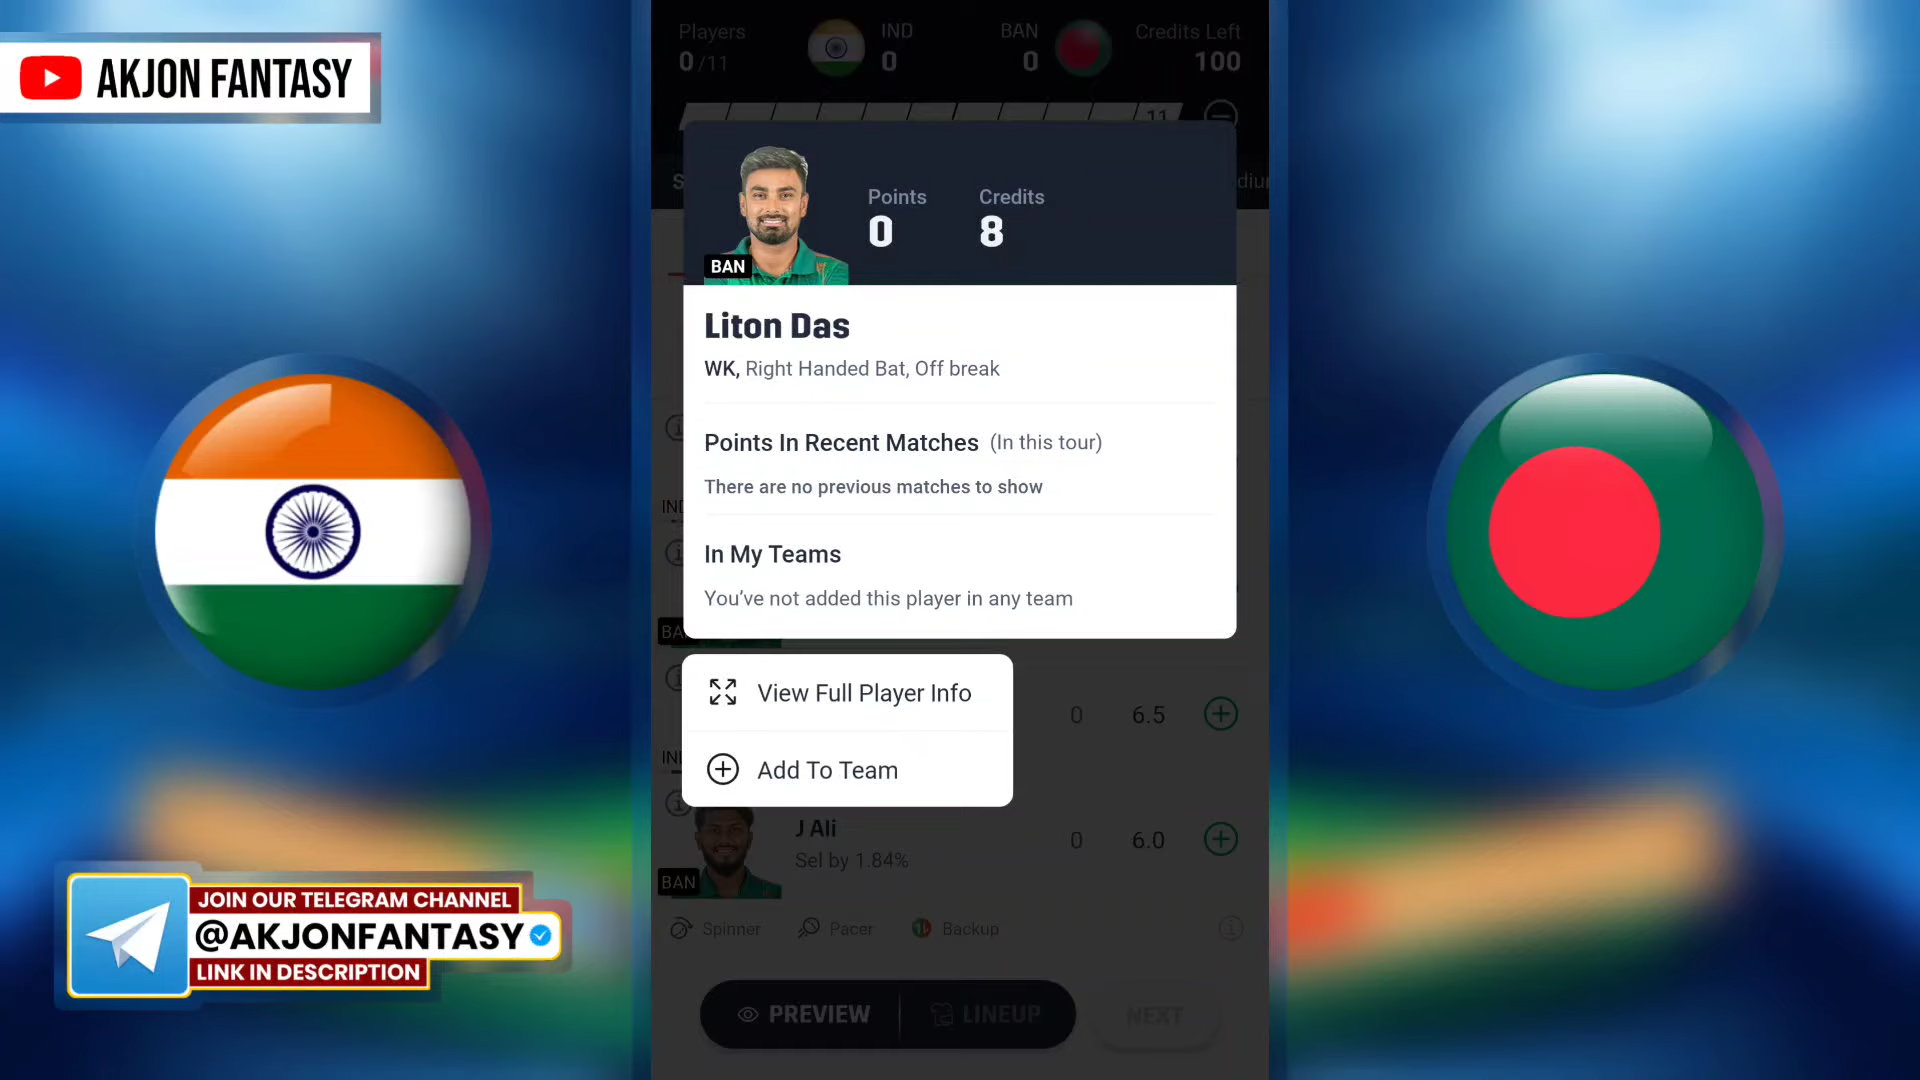 AKJON FANTASY
Players
0/11
IND
0
BAN
0
Credits Left
100
11
S
dium
Points
0
Credits
8
BAN
Liton Das
WK, Right Handed Bat, Off break
Points In Recent Matches (In this tour)
There are no previous matches to show
In My Teams
You've not added this player in any team
View Full Player Info
0 6.5
Add To Team
J Ali
Sel by 1.84%
0 6.0
BAN
Spinner Pacer Backup
PREVIEW LINEUP NEXT
JOIN OUR TELEGRAM CHANNEL
@AKJONFANTASY
LINK IN DESCRIPTION